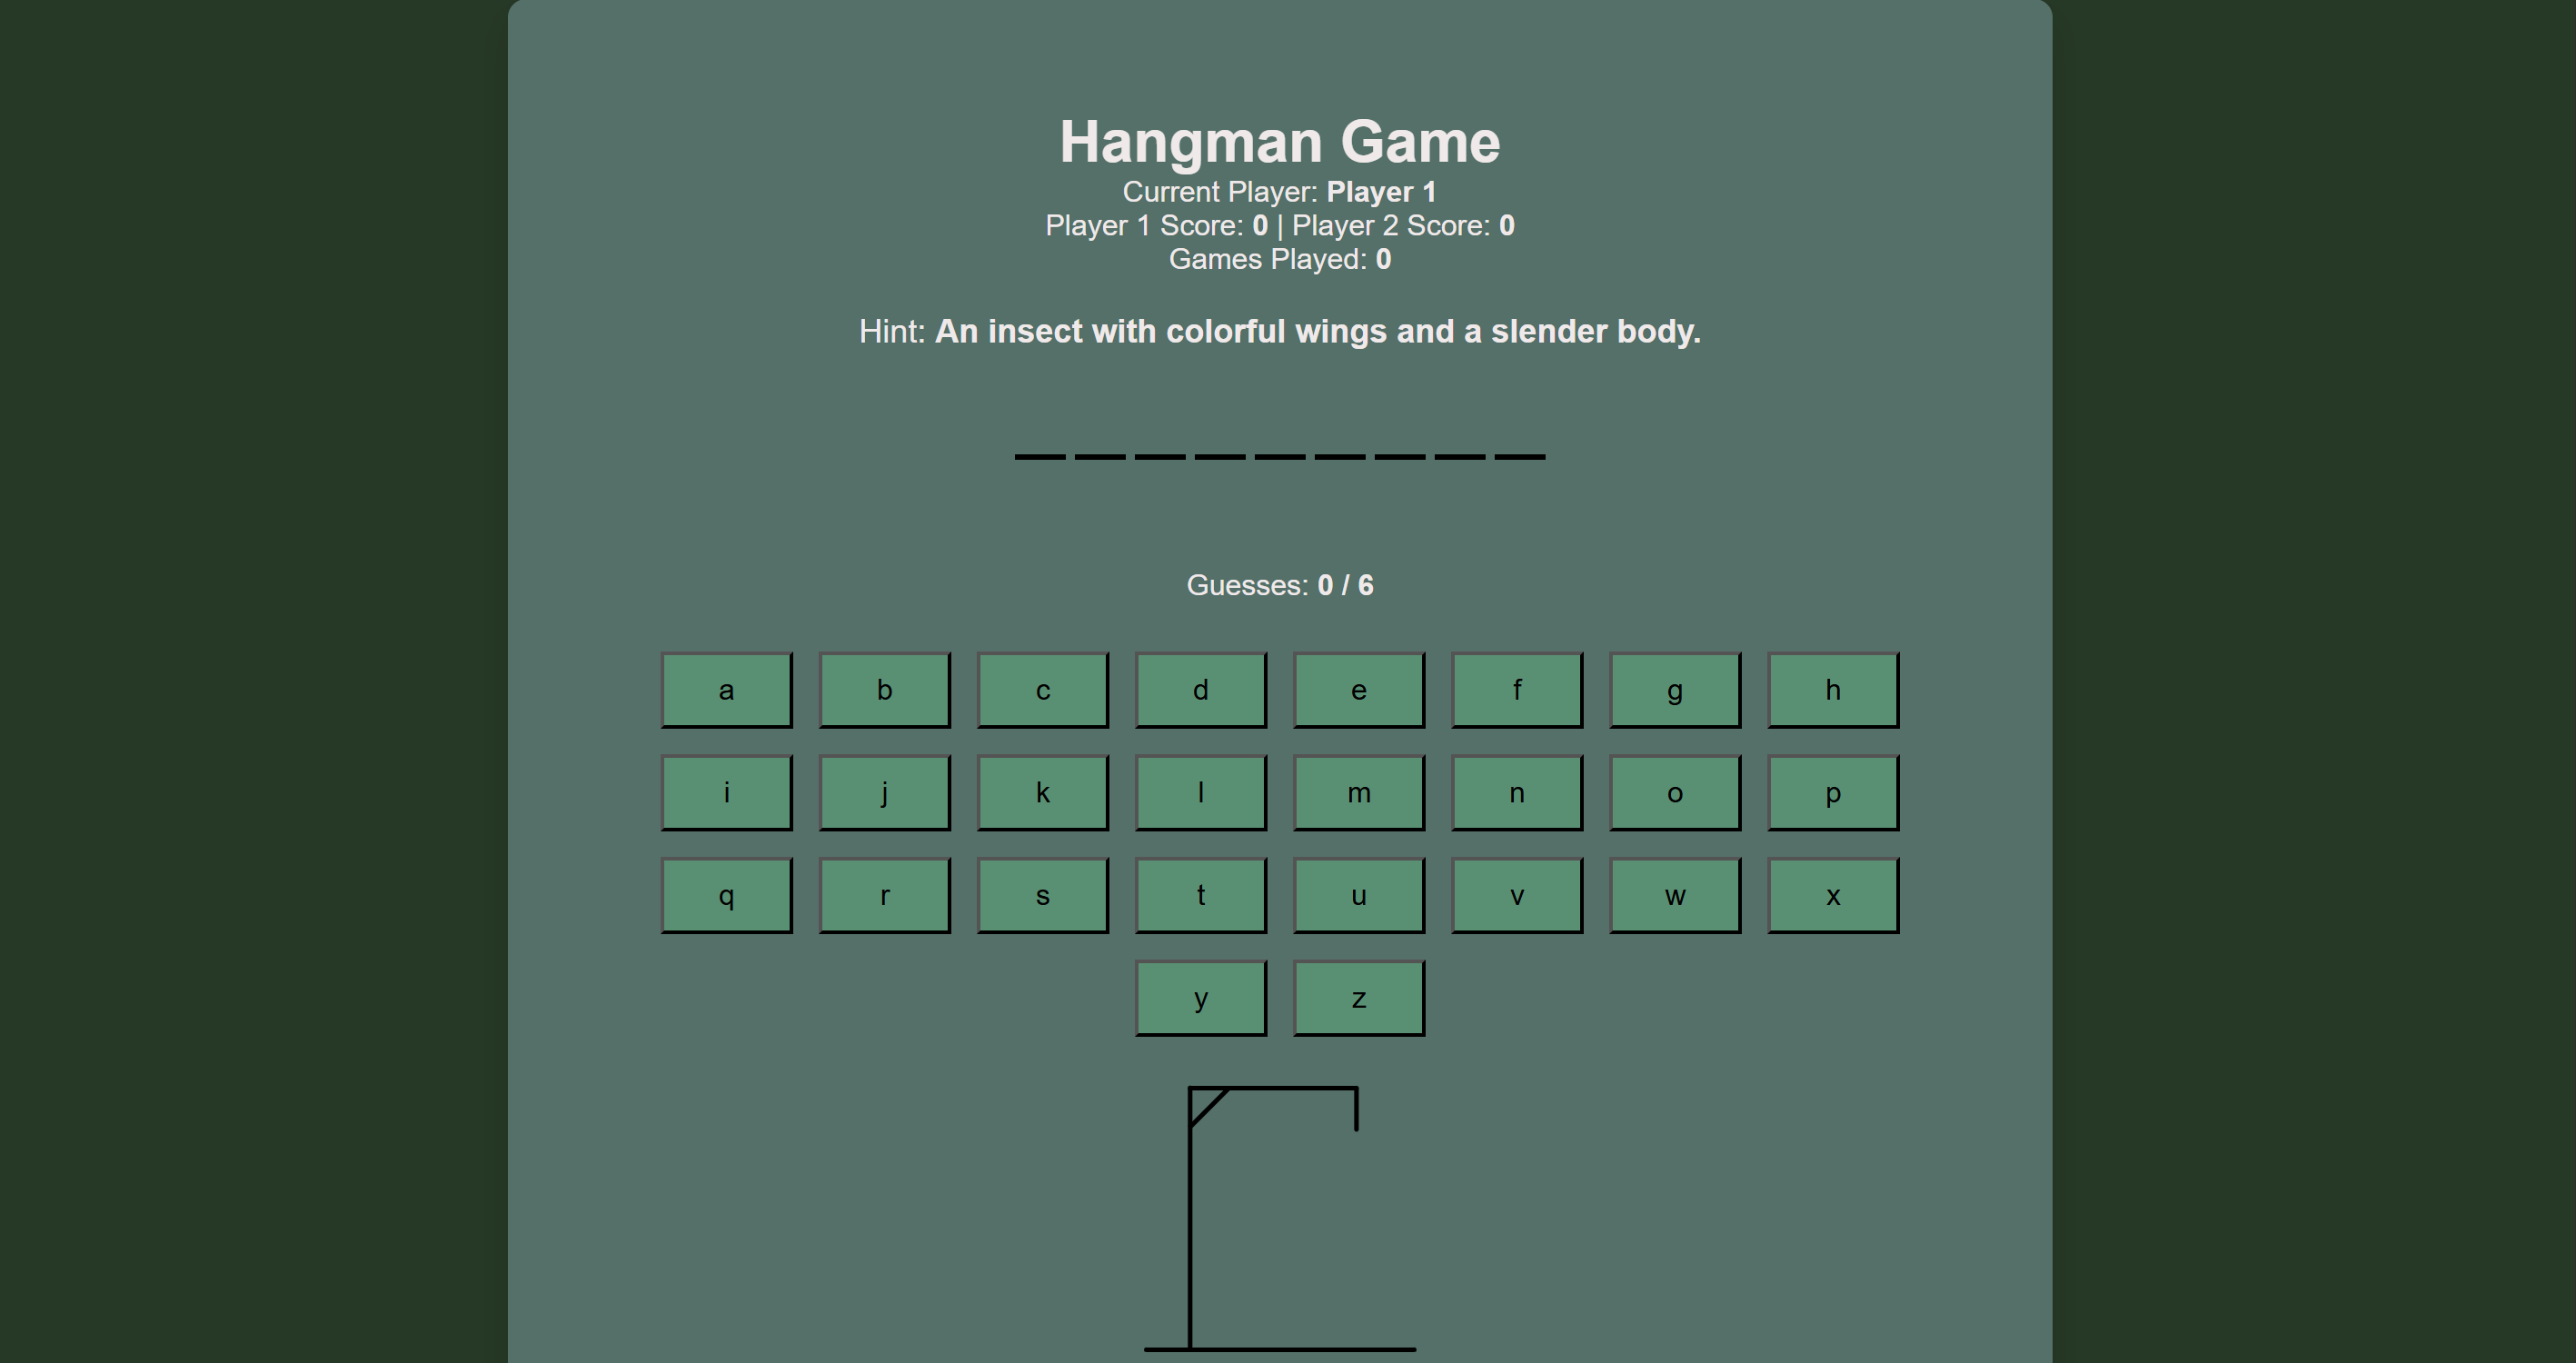 Hangman Game
Current Player: Player 1
Player 1 Score: 0 | Player 2 Score: 0
Games Played: 0
Hint: An insect with colorful wings and a slender body.
Guesses: 0 / 6
a b c d e f g h
i j k l m n o p
q r s t u v w x
y z